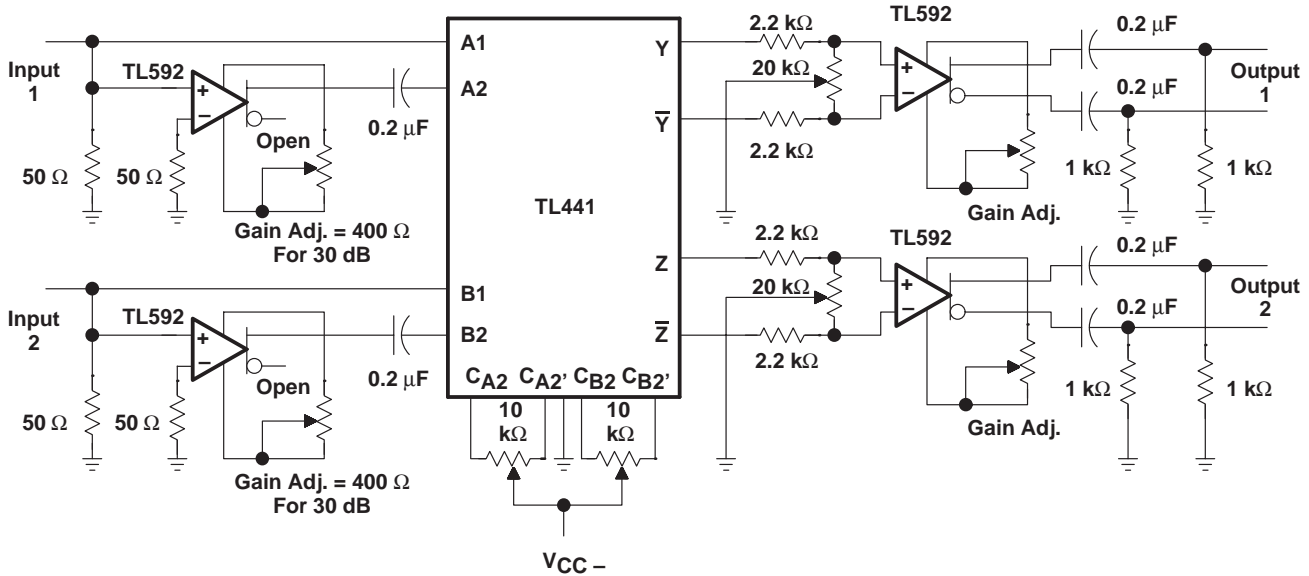 Input
1
TL592
+
−
Open
50 Ω
50 Ω
0.2 μF
Gain Adj. = 400 Ω
For 30 dB
A1
A2
TL441
Y
Y̅
2.2 kΩ
20 kΩ
2.2 kΩ
TL592
+
−
0.2 μF
0.2 μF
Output
1
1 kΩ
1 kΩ
Gain Adj.
Input
2
TL592
+
−
Open
50 Ω
50 Ω
0.2 μF
Gain Adj. = 400 Ω
For 30 dB
B1
B2
Z
Z̅
2.2 kΩ
20 kΩ
2.2 kΩ
TL592
+
−
0.2 μF
0.2 μF
Output
2
1 kΩ
1 kΩ
Gain Adj.
CA2 CA2' CB2 CB2'
10
kΩ
10
kΩ
VCC –